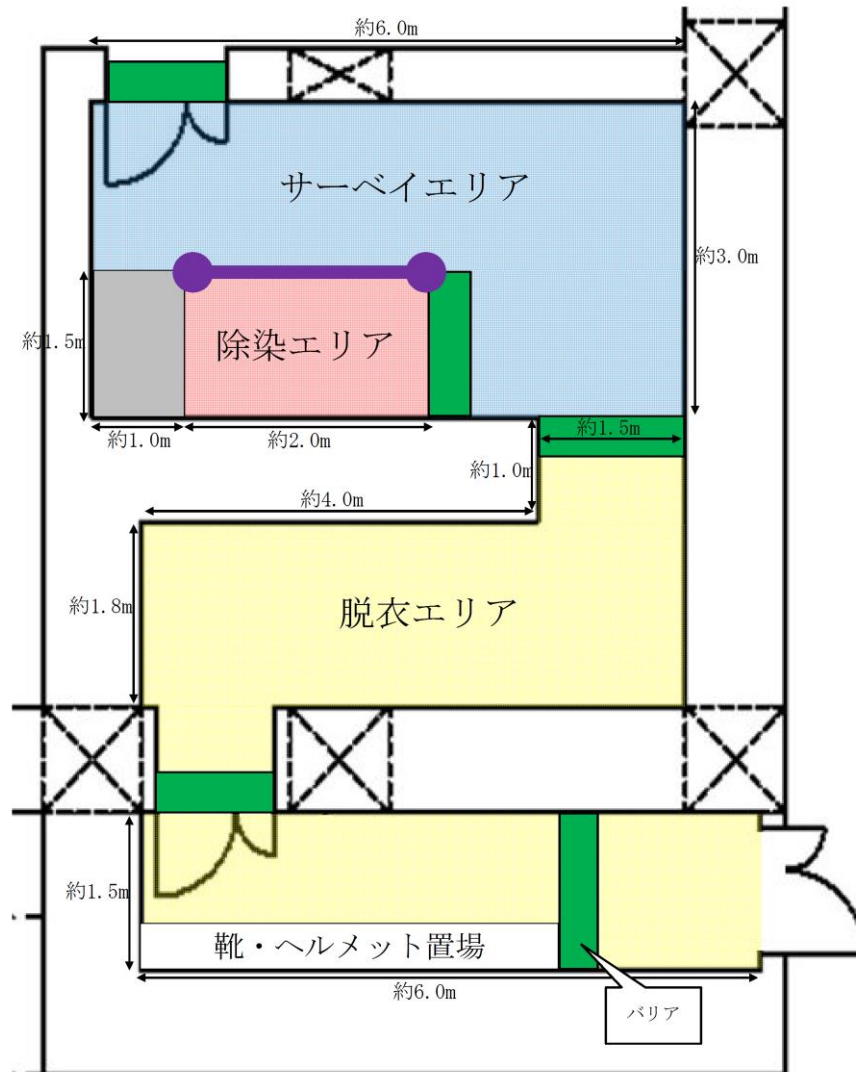 約6.0m
サーベイエリア
約3.0m
約1.5m
除染エリア
約1.0m
約2.0m
約1.5m
約1.0m
約4.0m
約1.8m
脱衣エリア
約1.5m
靴・ヘルメット置場
約6.0m
バリア